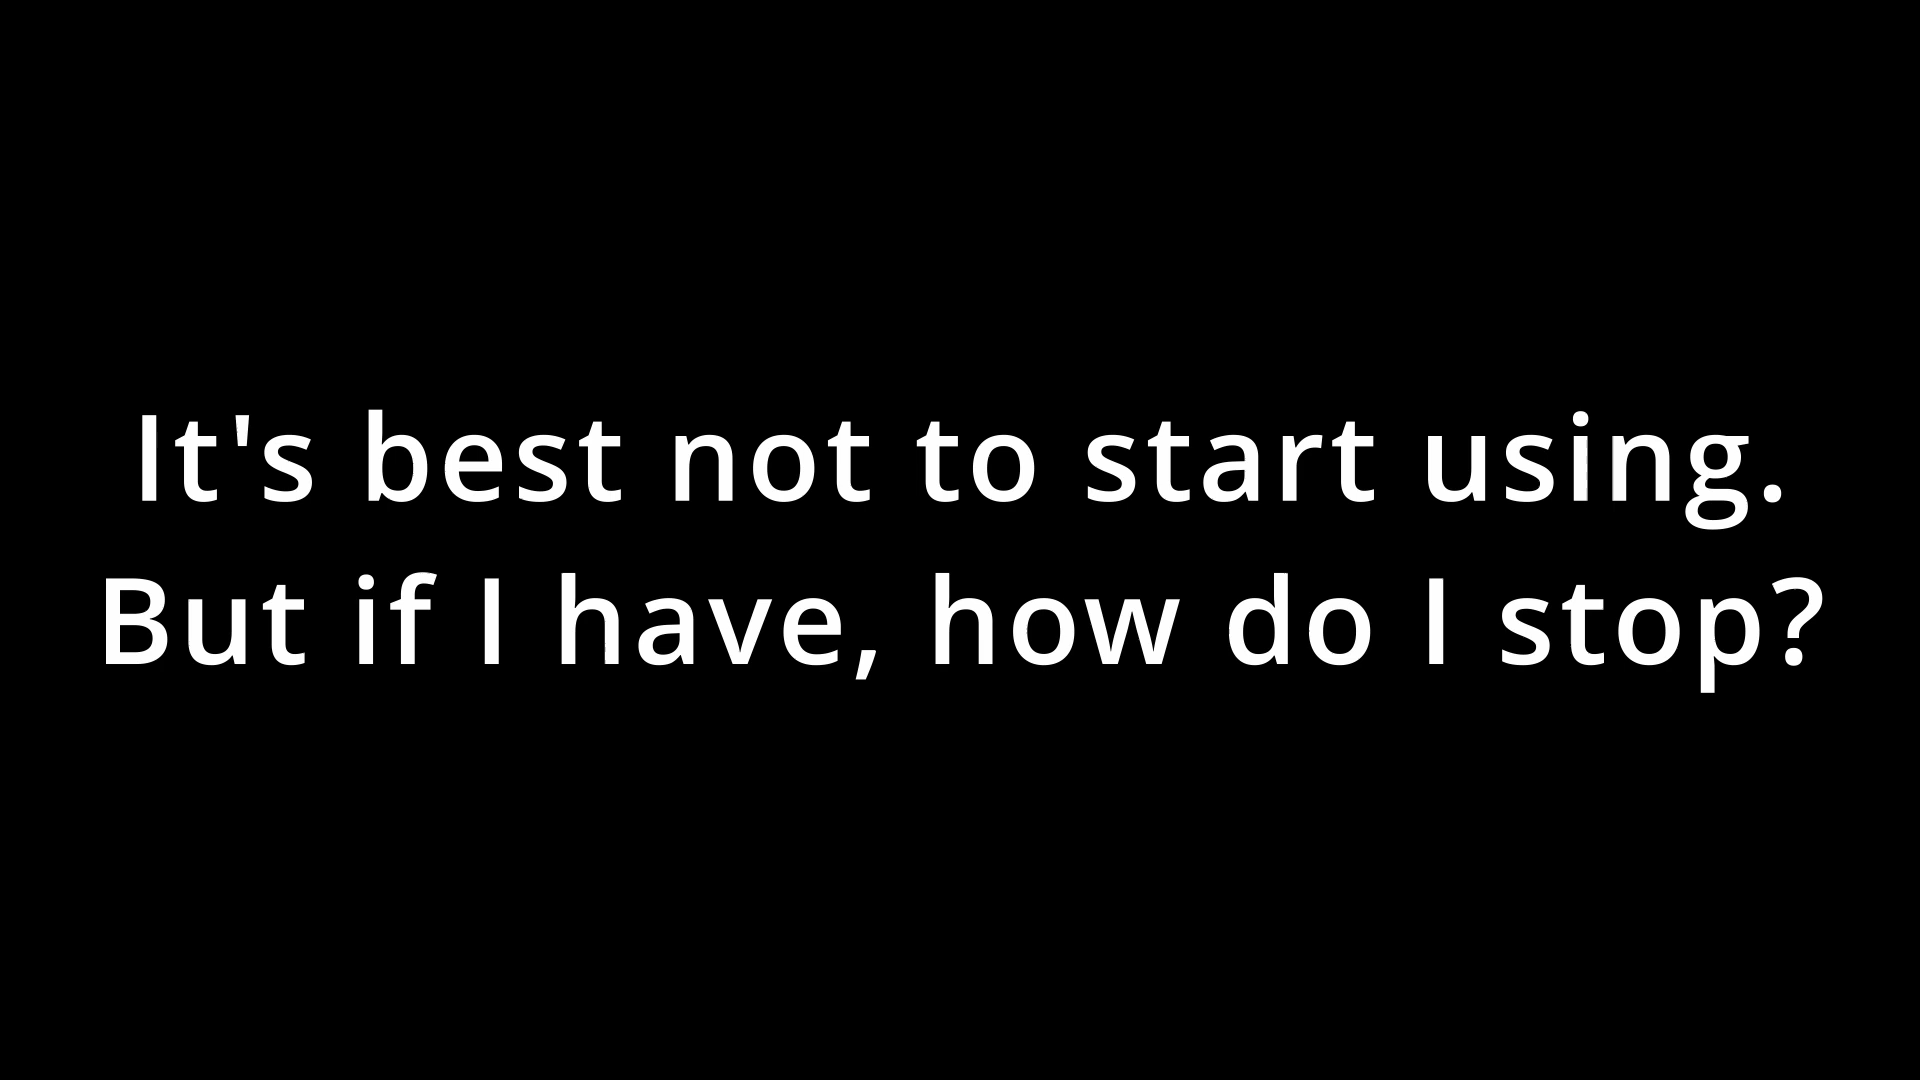 It's best not to start using.
But if I have, how do I stop?